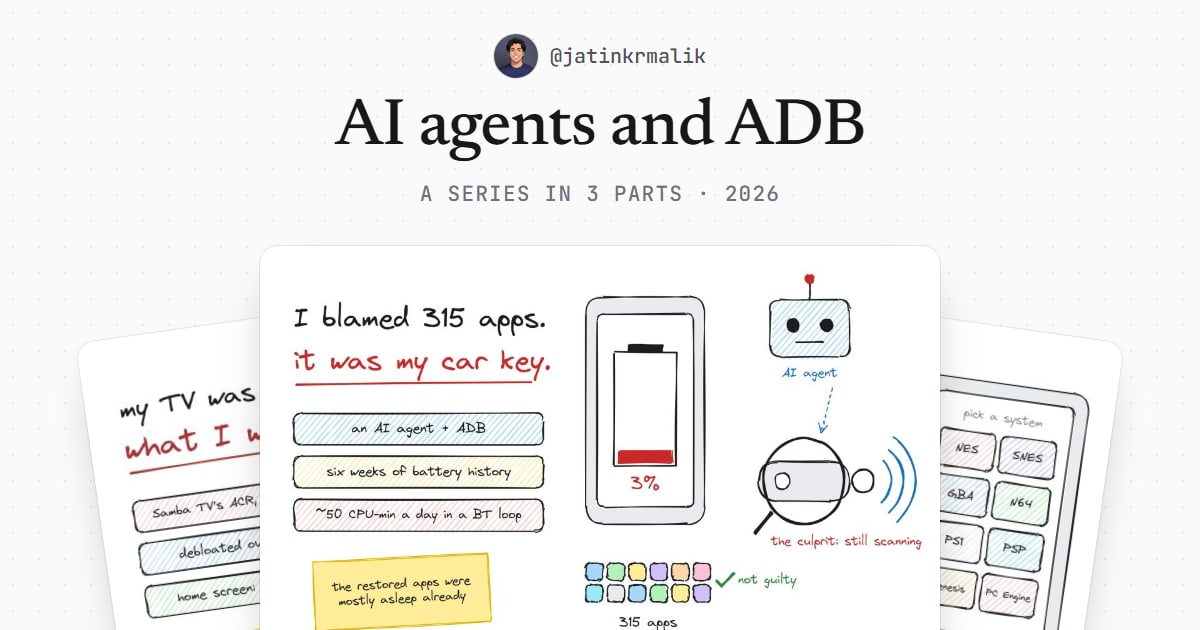 @jatinkrmalik
AI agents and ADB
A SERIES IN 3 PARTS · 2026
my TV was
what I
Samba TV's ACR,
debloated
home screen
I blamed 315 apps.
it was my car key.
an AI agent + ADB
six weeks of battery history
~50 CPU-min a day in a BT loop
the restored apps were
mostly asleep already
3%
315 apps
not guilty
AI agent
the culprit: still scanning
pick a system
NES
SNES
GBA
N64
PS1
PSP
PC Engine